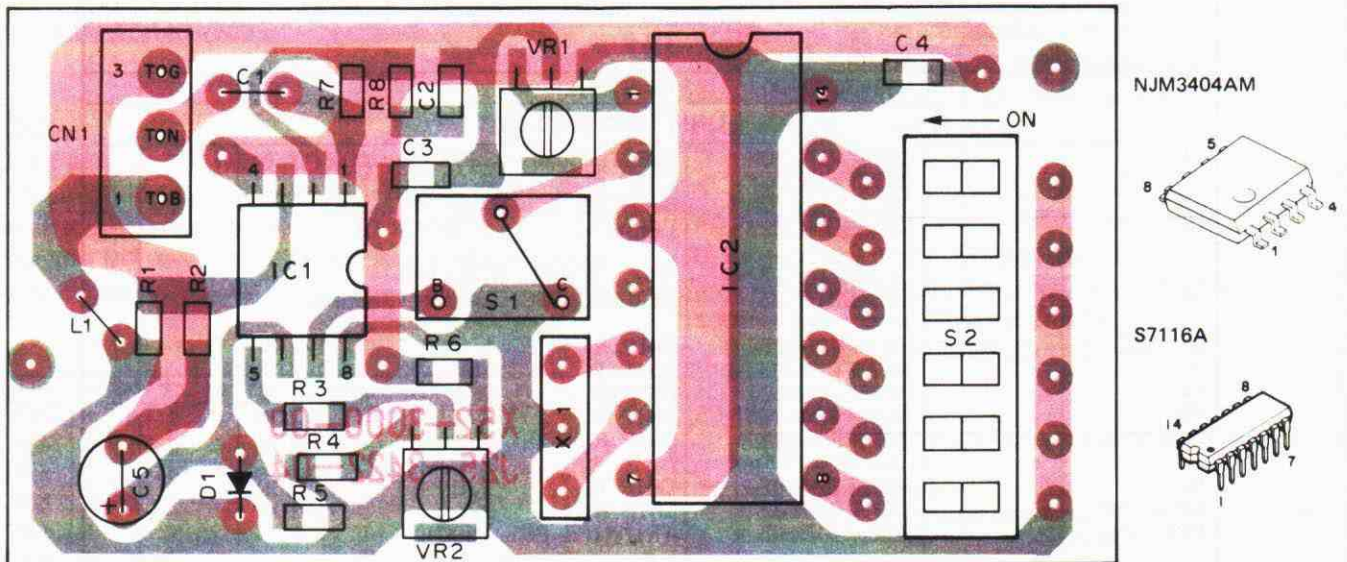 C4
VR1
NJM3404AM
3 TOG
C1
R7
R8
C2
1
14
ON
CN1
TON
C3
5
8
4
1
4
1
1 TOB
IC1
IC2
R1
R2
B
S1
C
L1
S2
S7116A
R6
5
8
R3
X1
8
14
7
1
R4
7
8
C5
+
D1
R5
VR2